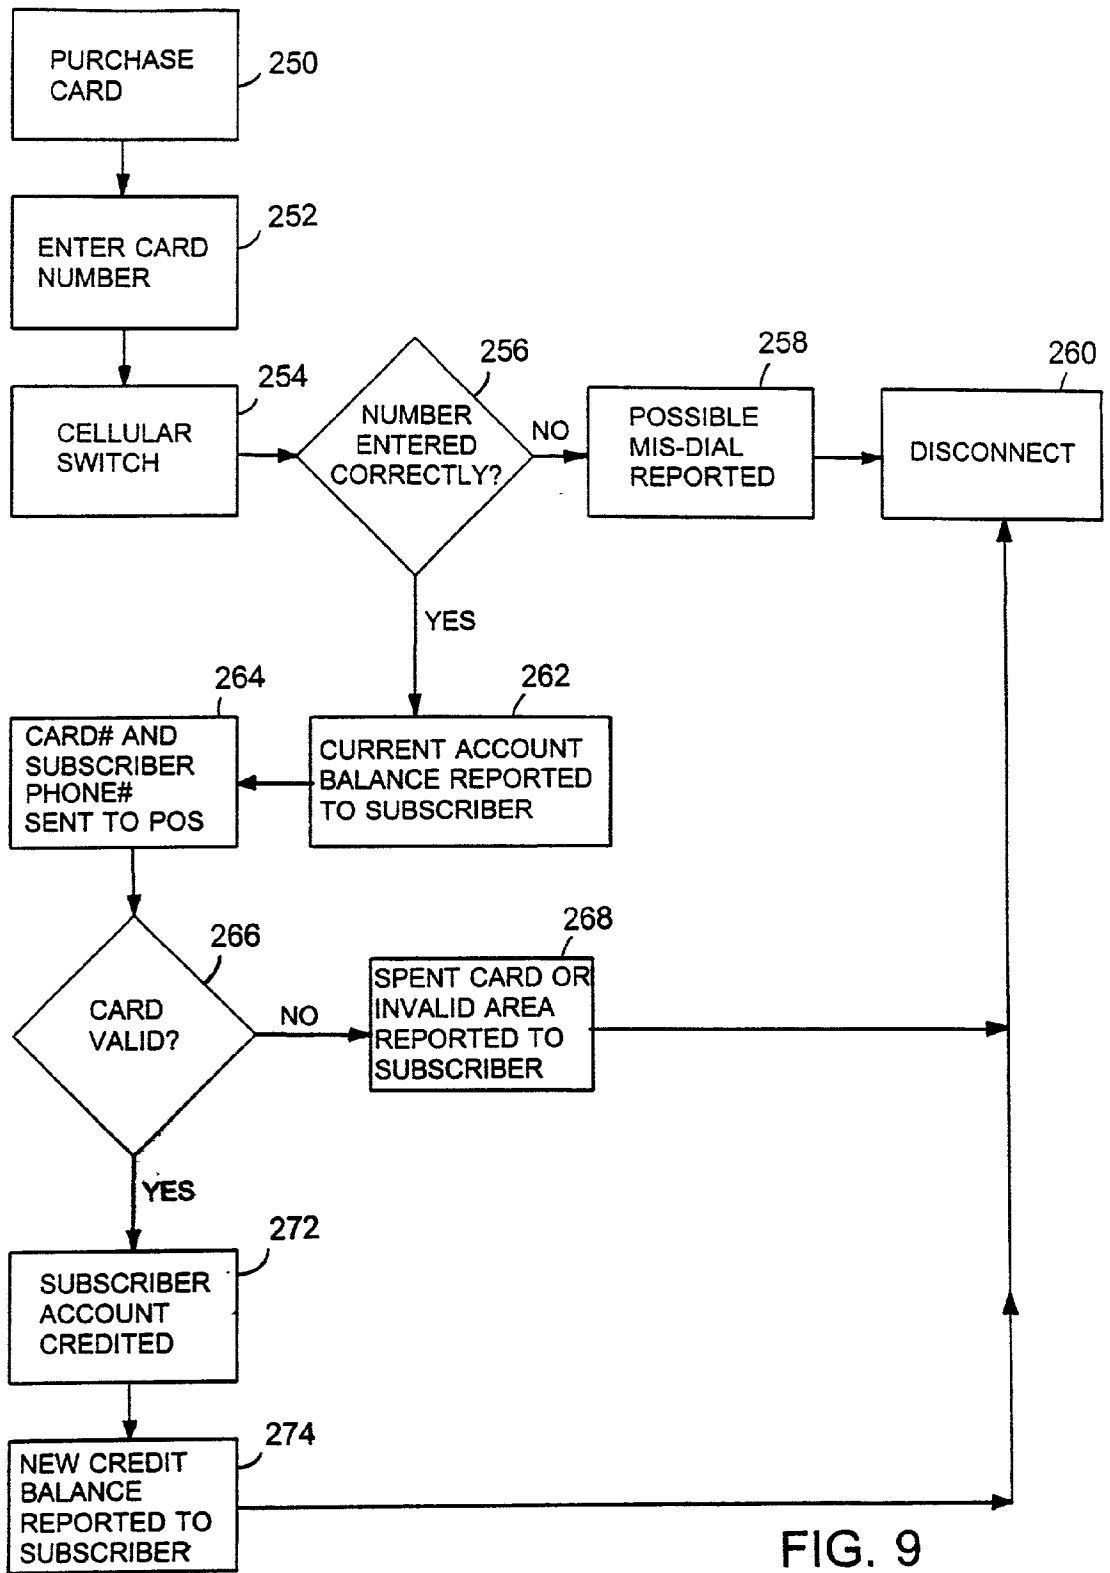 PURCHASE
CARD
250
ENTER CARD
NUMBER
252
CELLULAR
SWITCH
254
NUMBER
ENTERED
CORRECTLY?
256
NO
POSSIBLE
MIS-DIAL
REPORTED
258
DISCONNECT
260
YES
CURRENT ACCOUNT
BALANCE REPORTED
TO SUBSCRIBER
262
CARD# AND
SUBSCRIBER
PHONE#
SENT TO POS
264
CARD
VALID?
266
NO
SPENT CARD OR
INVALID AREA
REPORTED TO
SUBSCRIBER
268
YES
SUBSCRIBER
ACCOUNT
CREDITED
272
NEW CREDIT
BALANCE
REPORTED TO
SUBSCRIBER
274
FIG. 9